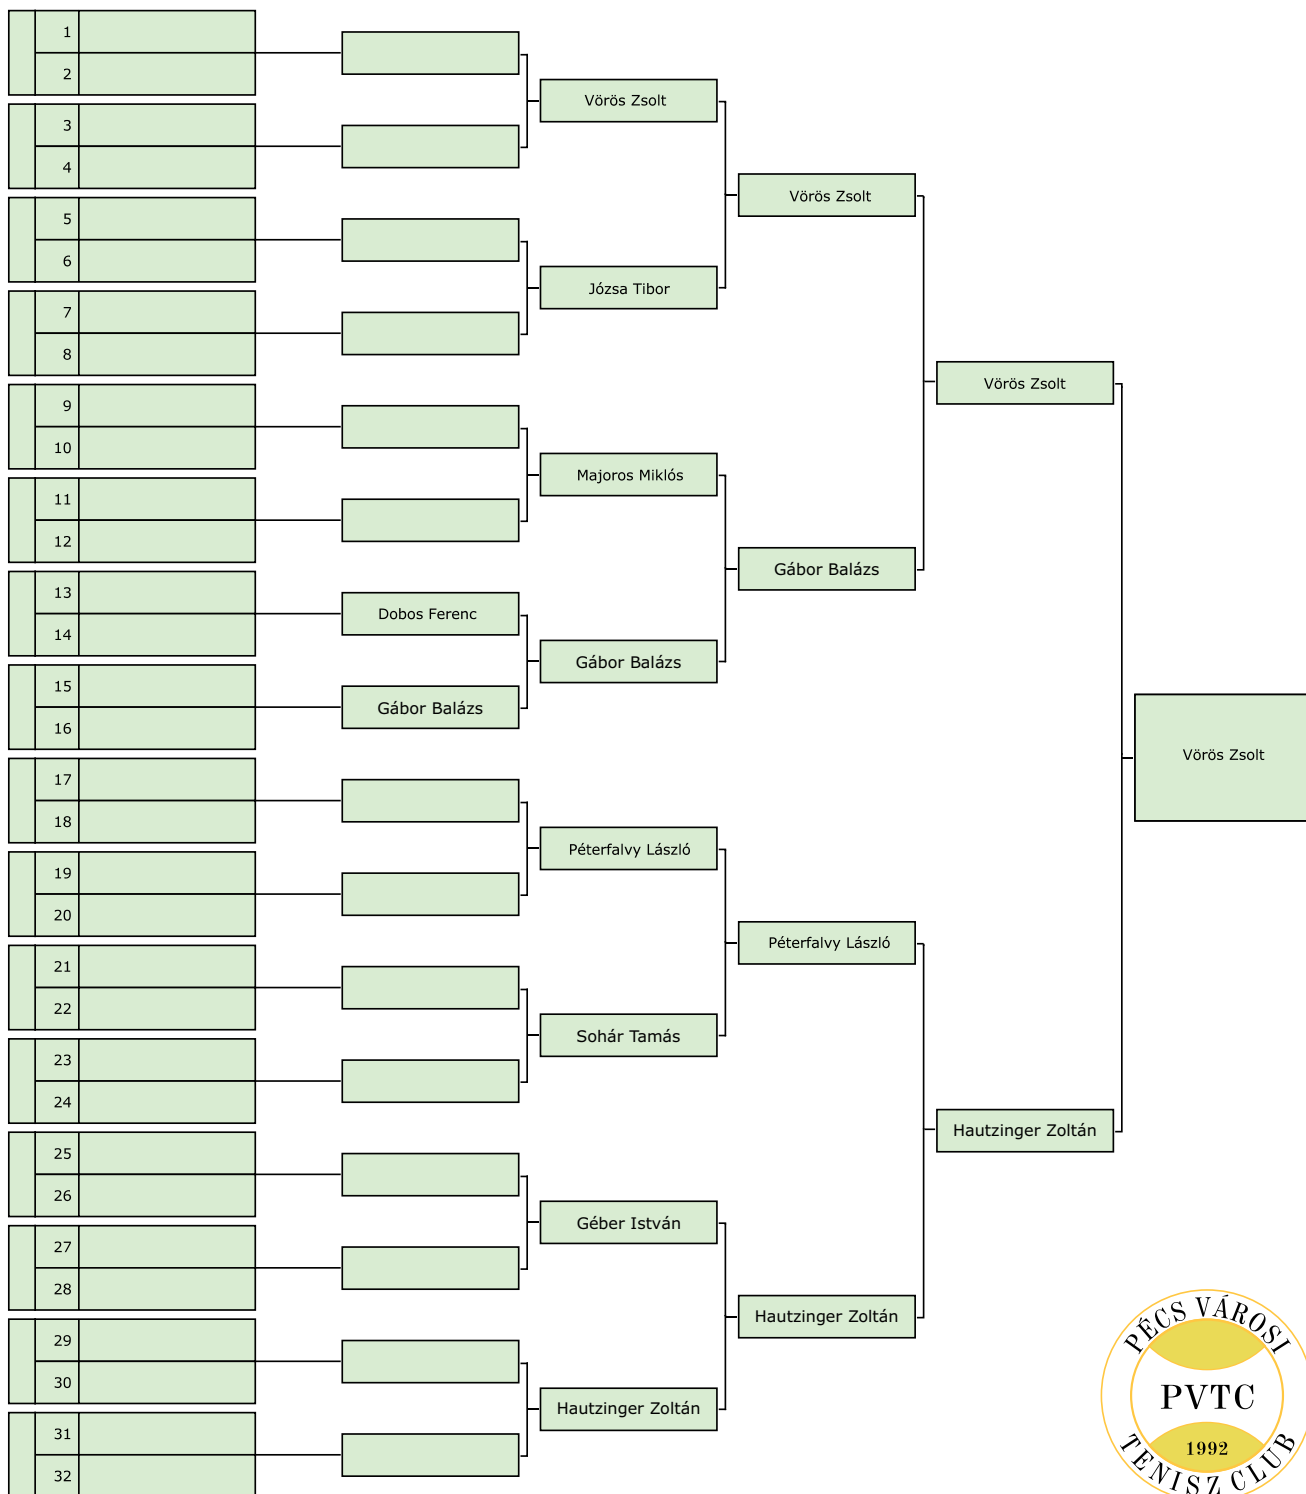 1
2
3
4
5
6
7
8
9
10
11
12
13
14
15
16
17
18
19
20
21
22
23
24
25
26
27
28
29
30
31
32
Dobos Ferenc
Gábor Balázs
Vörös Zsolt
Józsa Tibor
Majoros Miklós
Gábor Balázs
Péterfalvy László
Sohár Tamás
Géber István
Hautzinger Zoltán
Vörös Zsolt
Gábor Balázs
Péterfalvy László
Hautzinger Zoltán
Vörös Zsolt
Hautzinger Zoltán
Vörös Zsolt
PÉCS VÁROSI
PVTC
1992
TENISZ CLUB